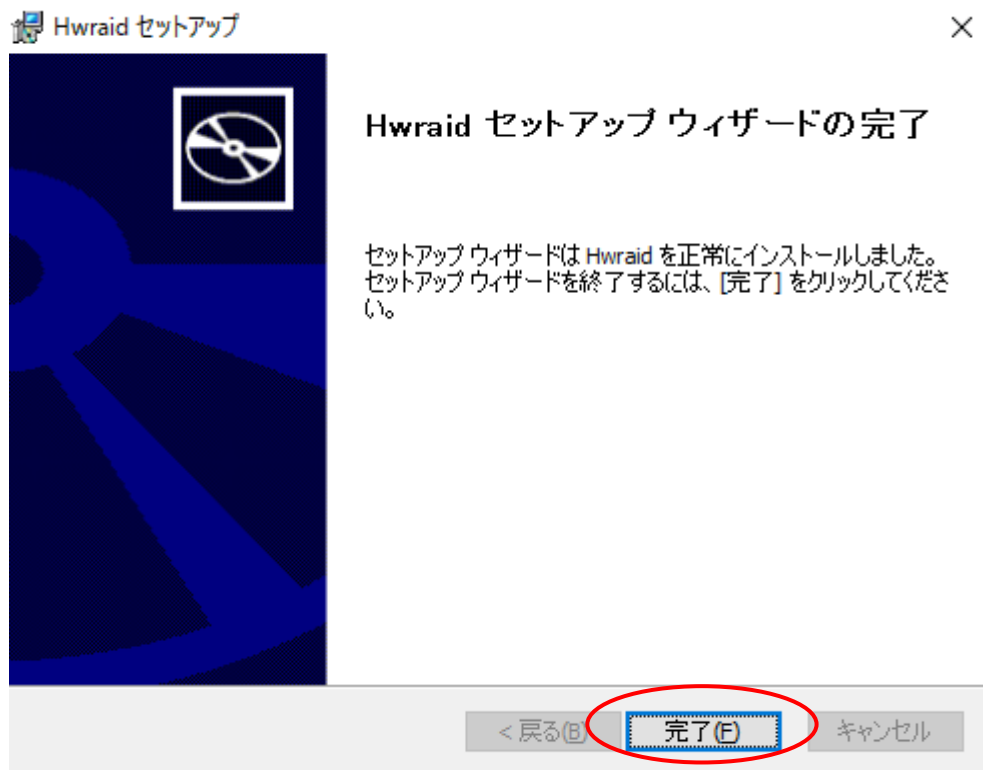 Hwraid セットアップ
Hwraid セットアップ ウィザードの完了
セットアップ ウィザードは Hwraid を正常にインストールしました。
セットアップ ウィザードを終了するには、[完了] をクリックしてくださ
い。
< 戻る(B)
完了(F)
キャンセル